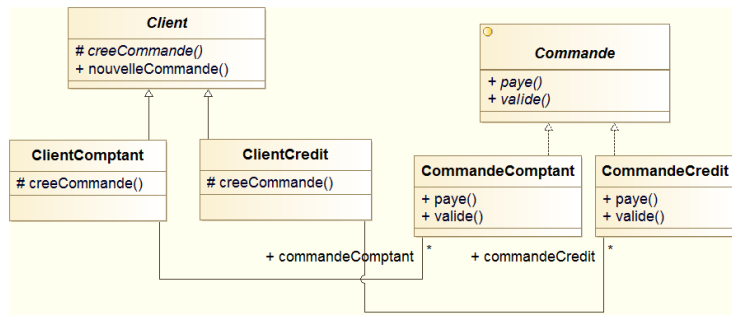 Client
# creeCommande()
+ nouvelleCommande()
Commande
+ paye()
+ valide()
ClientComptant
# creeCommande()
ClientCredit
# creeCommande()
CommandeComptant
+ paye()
+ valide()
CommandeCredit
+ paye()
+ valide()
+ commandeComptant
*
+ commandeCredit
*